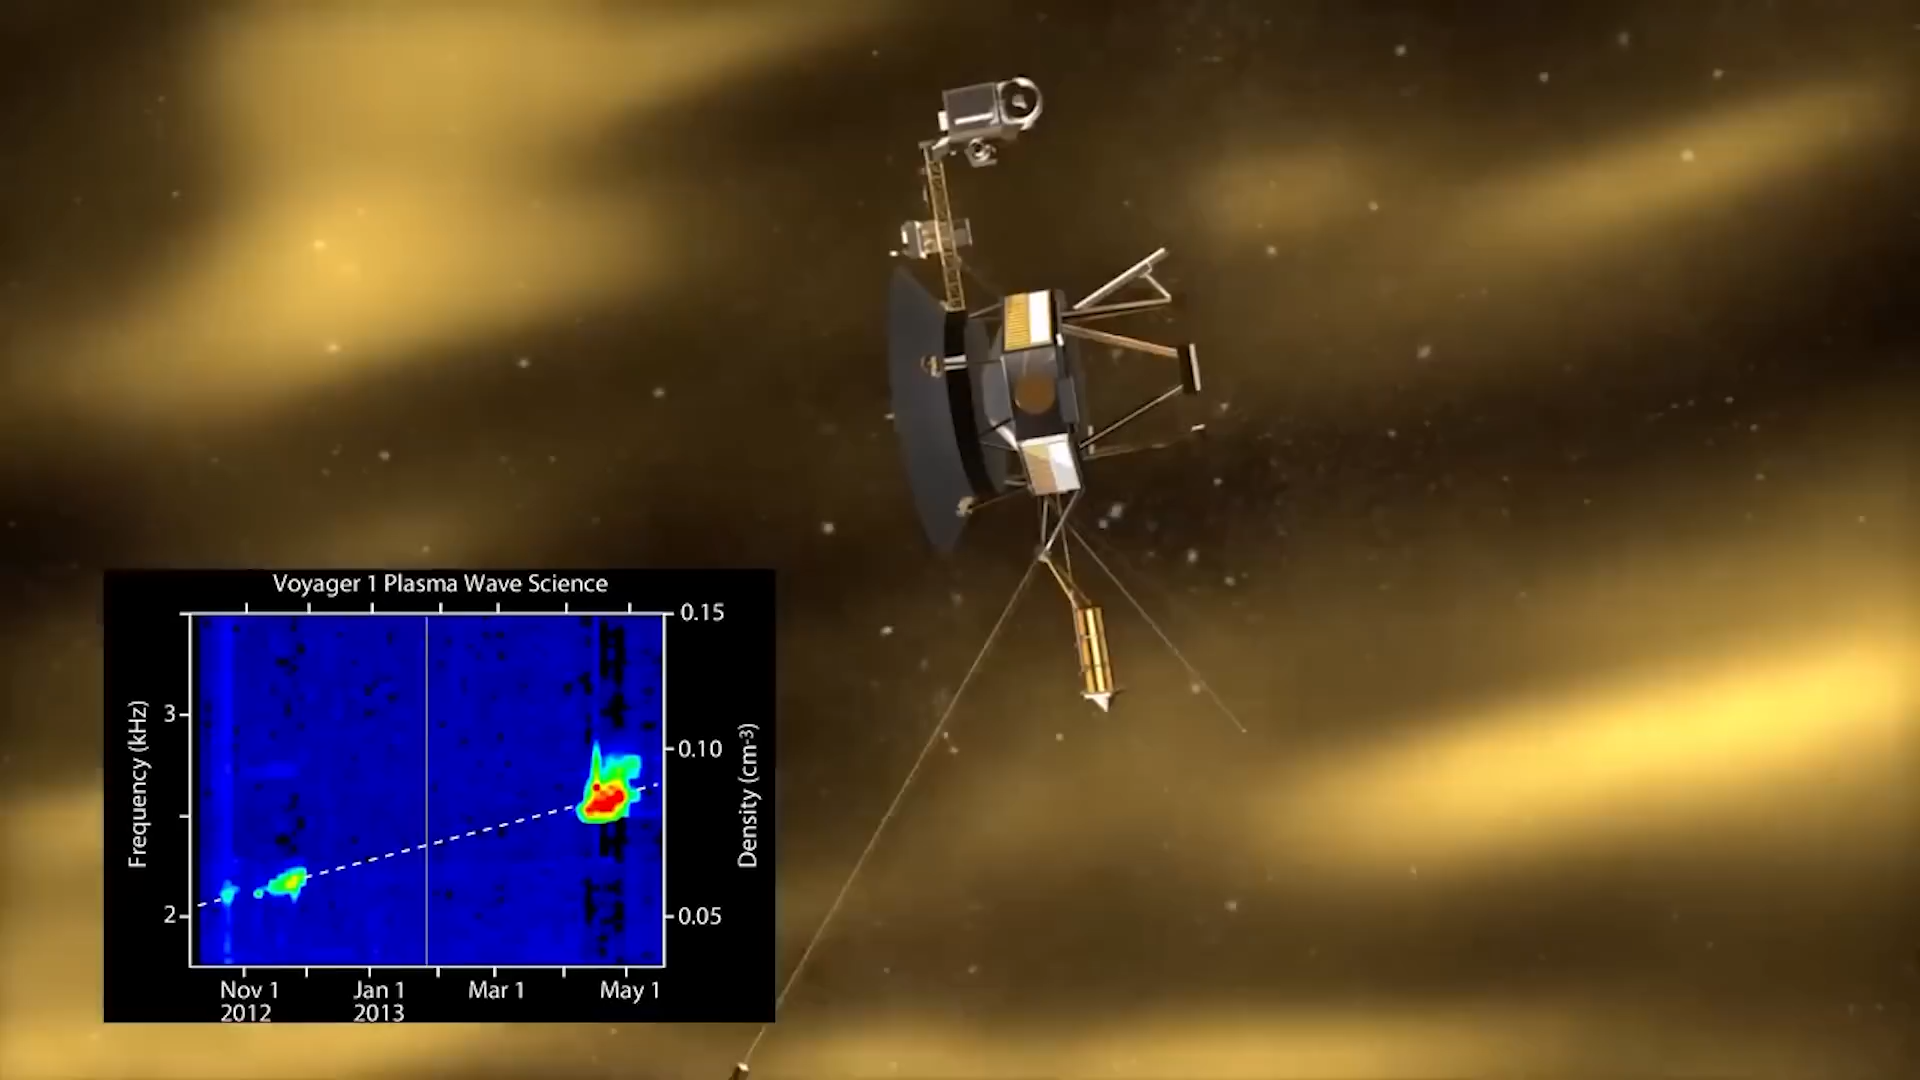 Voyager 1 Plasma Wave Science
0.15
3
0.10
Frequency (kHz)
Density (cm-3)
2
0.05
Nov 1
Jan 1
Mar 1
May 1
2012
2013